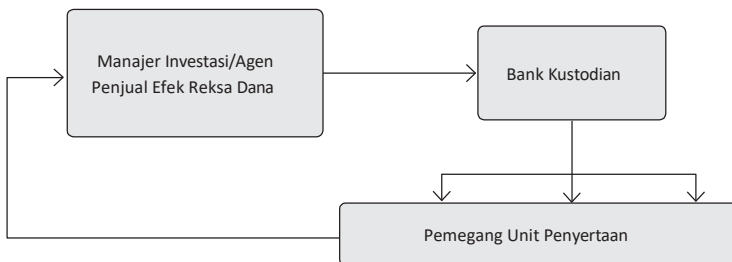 Manajer Investasi/Agen
Penjual Efek Reksa Dana
Bank Kustodian
Pemegang Unit Penyertaan